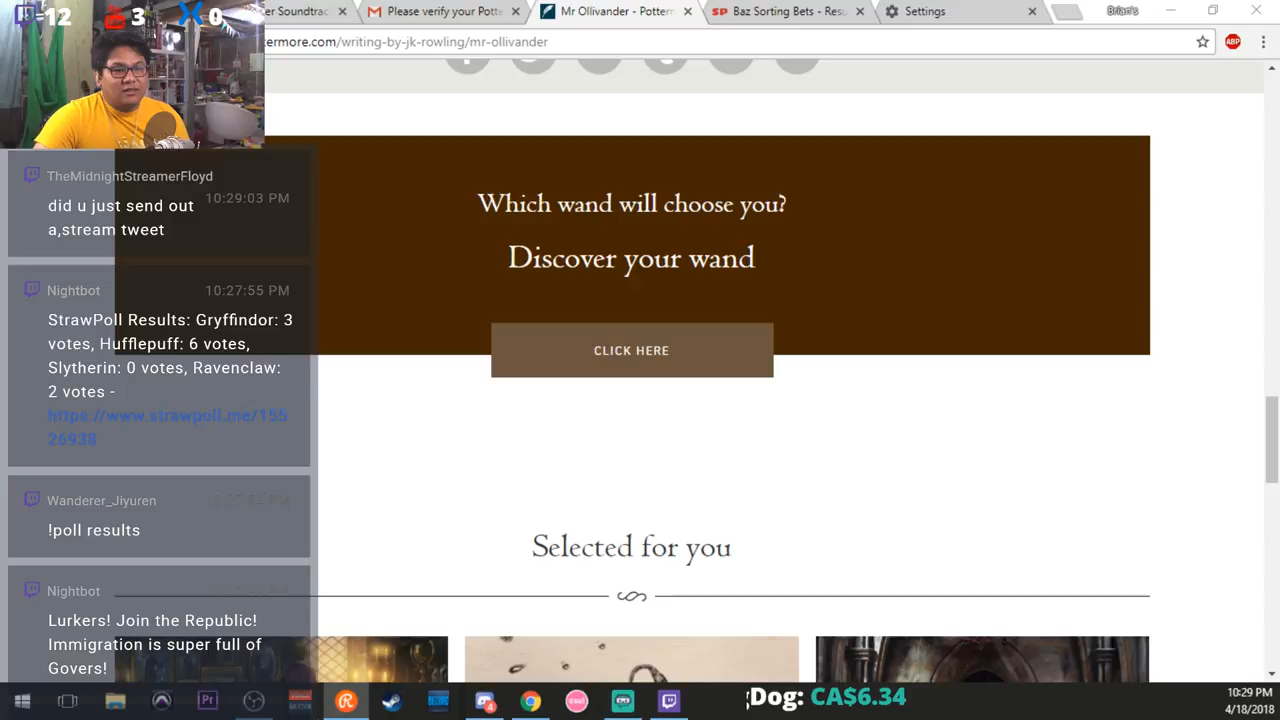 12 3 0
er Soundtrac
Please verify your Potte
Mr Ollivander - Potterm
Baz Sorting Bets - Resu
Settings
Brian's
termore.com/writing-by-jk-rowling/mr-ollivander
ABP
Which wand will choose you?
Discover your wand
CLICK HERE
Selected for you
TheMidnightStreamerFloyd
10:29:03 PM
did u just send out
a,stream tweet
Nightbot 10:27:55 PM
StrawPoll Results: Gryffindor: 3
votes, Hufflepuff: 6 votes,
Slytherin: 0 votes, Ravenclaw:
2 votes -
https://www.strawpoll.me/155
26938
Wanderer_Jiyuren
!poll results
Nightbot
Lurkers! Join the Republic!
Immigration is super full of
Govers!
Pr
osu!
Dog: CA$6.34
10:29 PM
4/18/2018